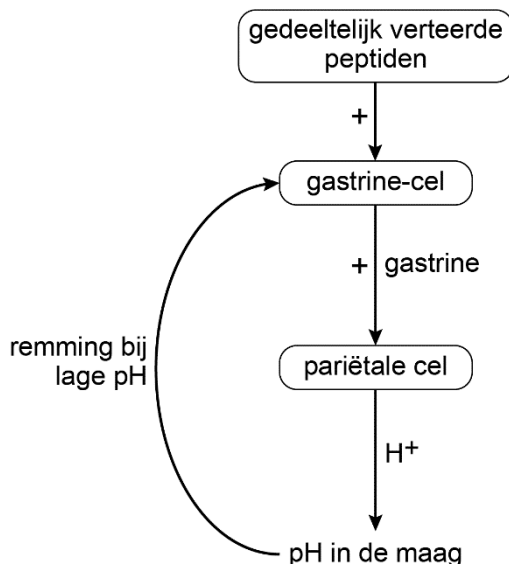 gedeeltelijk verteerde
peptiden
+
gastrine-cel
+ gastrine
remming bij
lage pH
pariëtale cel
H⁺
pH in de maag